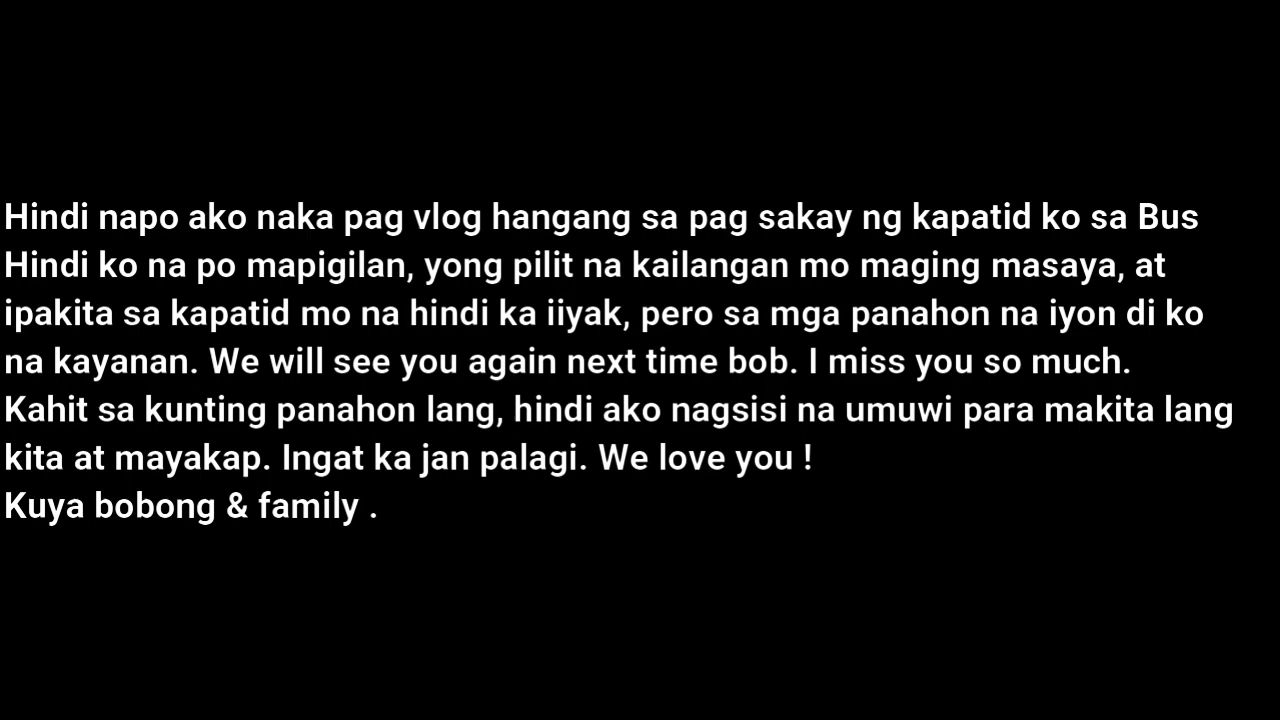 Hindi napo ako naka pag vlog hangang sa pag sakay ng kapatid ko sa Bus
Hindi ko na po mapigilan, yong pilit na kailangan mo maging masaya, at
ipakita sa kapatid mo na hindi ka iiyak, pero sa mga panahon na iyon di ko
na kayanan. We will see you again next time bob. I miss you so much.
Kahit sa kunting panahon lang, hindi ako nagsisi na umuwi para makita lang
kita at mayakap. Ingat ka jan palagi. We love you !
Kuya bobong & family .